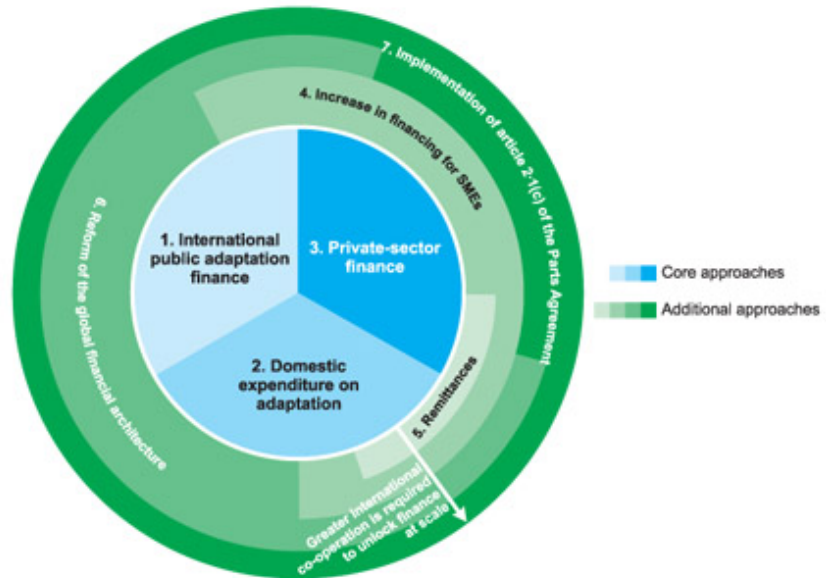 7. Implementation of article 2·1(c) of the Parts Agreement
4. Increase in financing for SMEs
6. Reform of the global financial architecture
1. International
public adaptation
finance
3. Private-sector
finance
2. Domestic
expenditure on
adaptation
5. Remittances
Greater international
co-operation is required
to unlock finance
at scale
Core approaches
Additional approaches